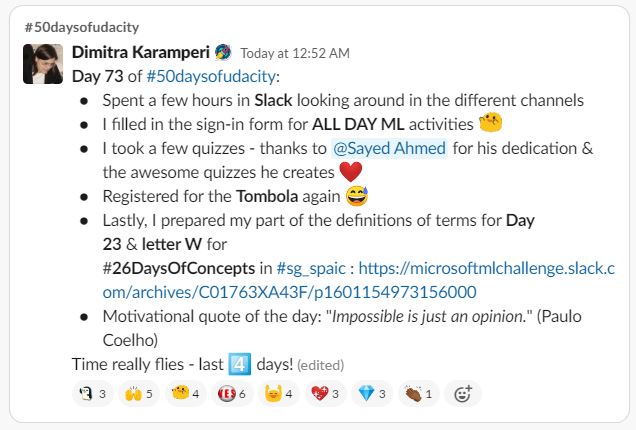 #50daysofudacity
Dimitra Karamperi Today at 12:52 AM
Day 73 of #50daysofudacity:
● Spent a few hours in Slack looking around in the different channels
● I filled in the sign-in form for ALL DAY ML activities
● I took a few quizzes - thanks to @Sayed Ahmed for his dedication &
the awesome quizzes he creates ❤️
● Registered for the Tombola again 😅
● Lastly, I prepared my part of the definitions of terms for Day
23 & letter W for
#26DaysOfConcepts in #sg_spaic : https://microsoftmlchallenge.slack.c
om/archives/C01763XA43F/p1601154973156000
● Motivational quote of the day: "Impossible is just an opinion." (Paulo
Coelho)
Time really flies - last 4 days! (edited)
3 5 4 YES 6 4 3 3 1